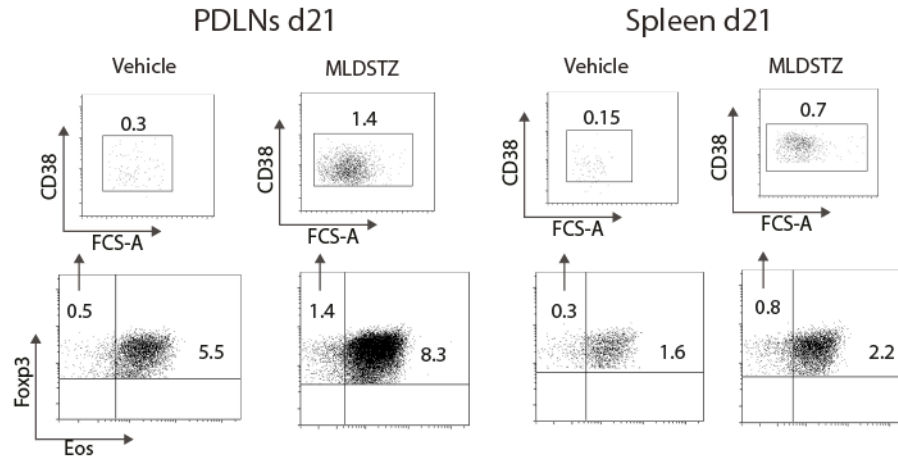 PDLNs d21
Spleen d21
Vehicle
MLDSTZ
Vehicle
MLDSTZ
0.3
1.4
0.15
0.7
CD38
CD38
CD38
CD38
FCS-A
FCS-A
FCS-A
FCS-A
0.5
5.5
1.4
8.3
0.3
1.6
0.8
2.2
Foxp3
Eos